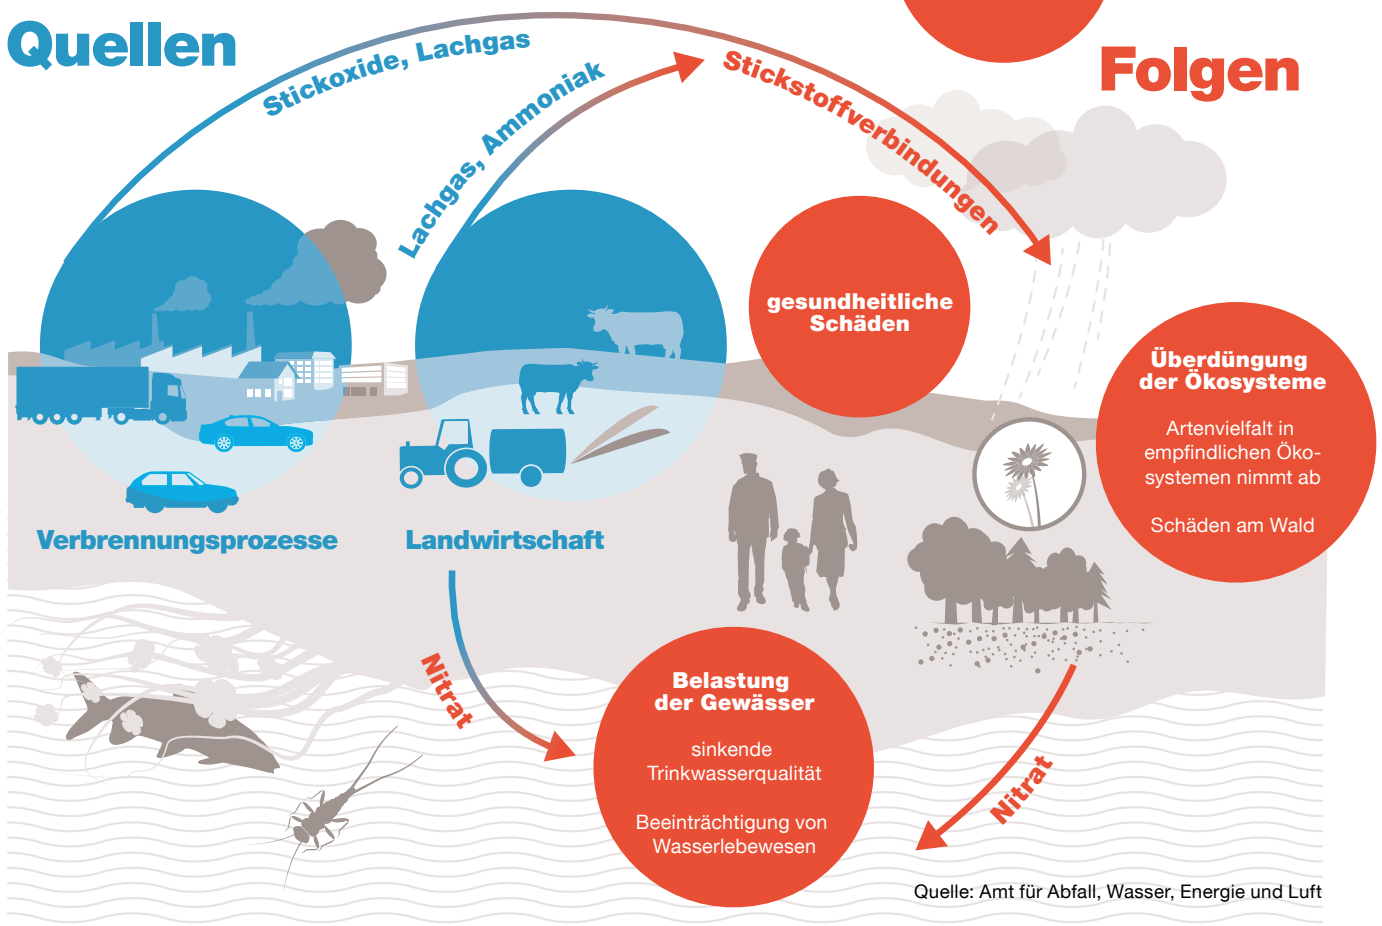 Quellen
Folgen
Stickoxide, Lachgas
Lachgas, Ammoniak
Stickstoffverbindungen
gesundheitliche
Schäden
Überdüngung
der Ökosysteme
Artenvielfalt in
empfindlichen Öko-
systemen nimmt ab
Schäden am Wald
Verbrennungsprozesse
Landwirtschaft
Nitrat
Belastung
der Gewässer
sinkende
Trinkwasserqualität
Beeinträchtigung von
Wasserlebewesen
Nitrat
Quelle: Amt für Abfall, Wasser, Energie und Luft